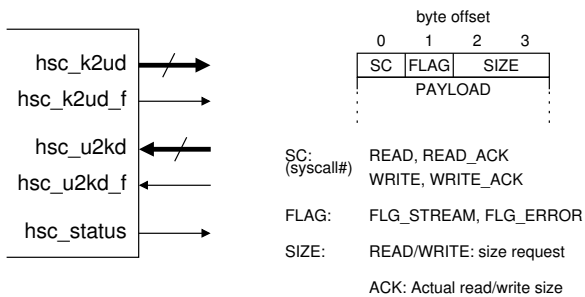 hsc_k2ud
hsc_k2ud_f
hsc_u2kd
hsc_u2kd_f
hsc_status
byte offset
0 1 2 3
SC FLAG SIZE
PAYLOAD
SC: READ, READ_ACK
(syscall#)
WRITE, WRITE_ACK
FLAG: FLG_STREAM, FLG_ERROR
SIZE: READ/WRITE: size request
ACK: Actual read/write size